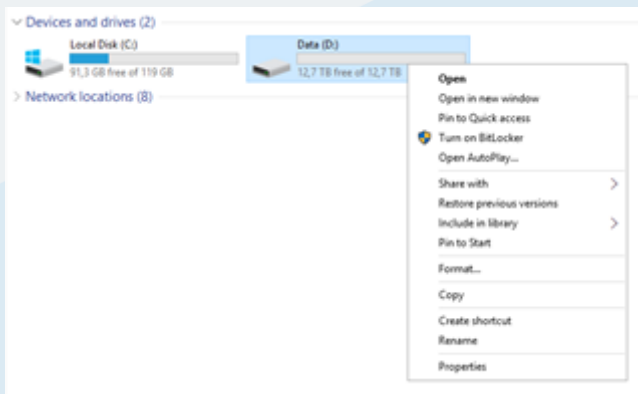 Devices and drives (2)
Local Disk (C:)
91,3 GB free of 119 GB
Data (D:)
12,7 TB free of 12,7 TB
Network locations (8)
Open
Open in new window
Pin to Quick access
Turn on BitLocker
Open AutoPlay...
Share with
Restore previous versions
Include in library
Pin to Start
Format...
Copy
Create shortcut
Rename
Properties